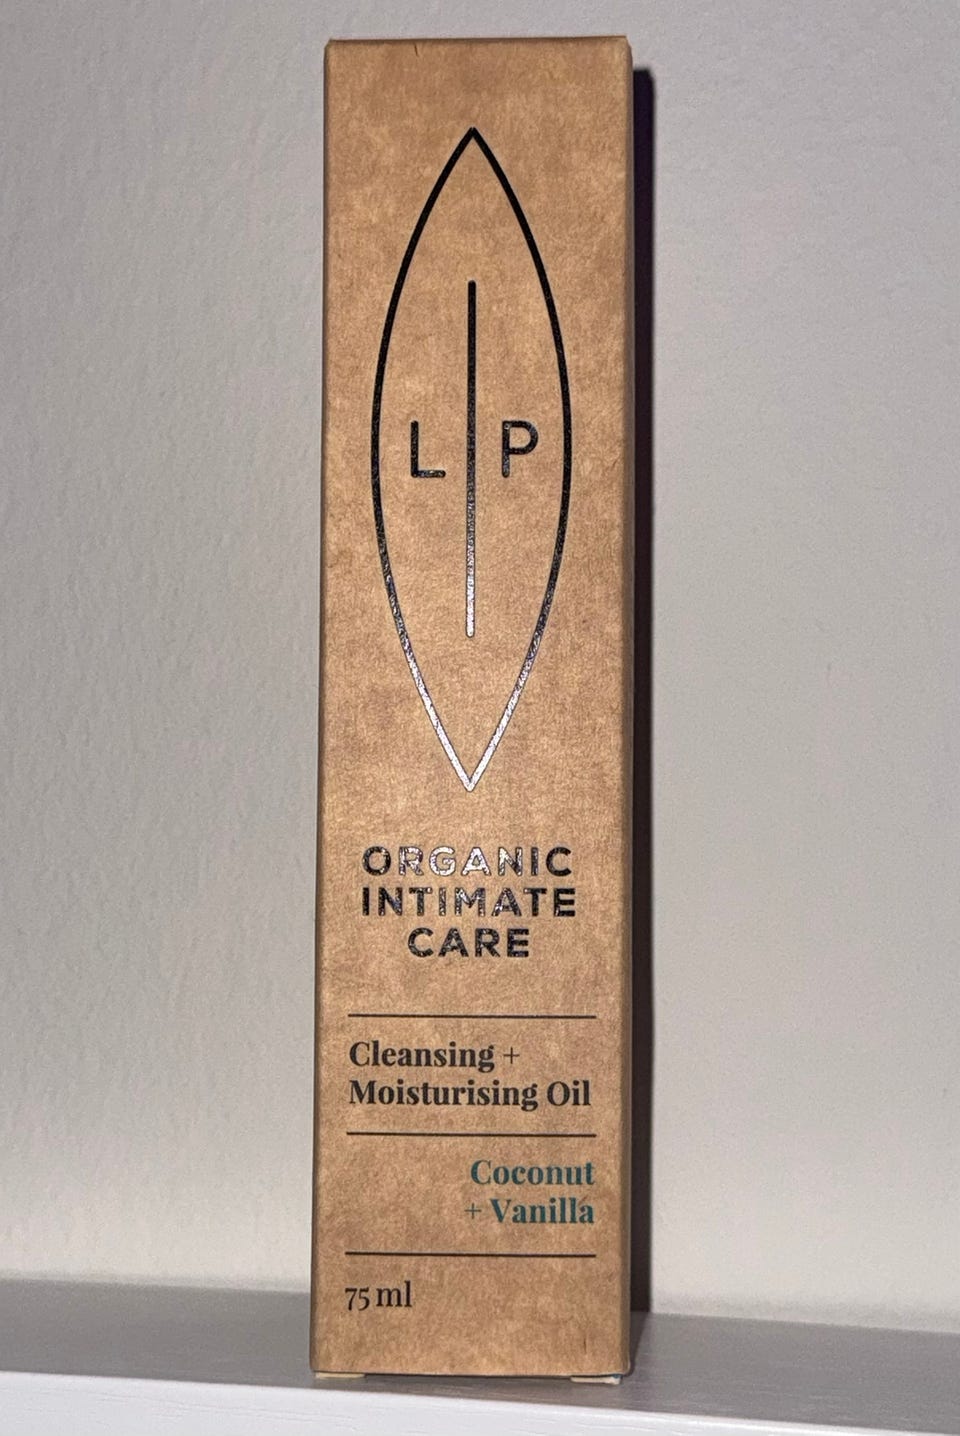 L|P
ORGANIC
INTIMATE
CARE
Cleansing +
Moisturising Oil
Coconut
+ Vanilla
75 ml